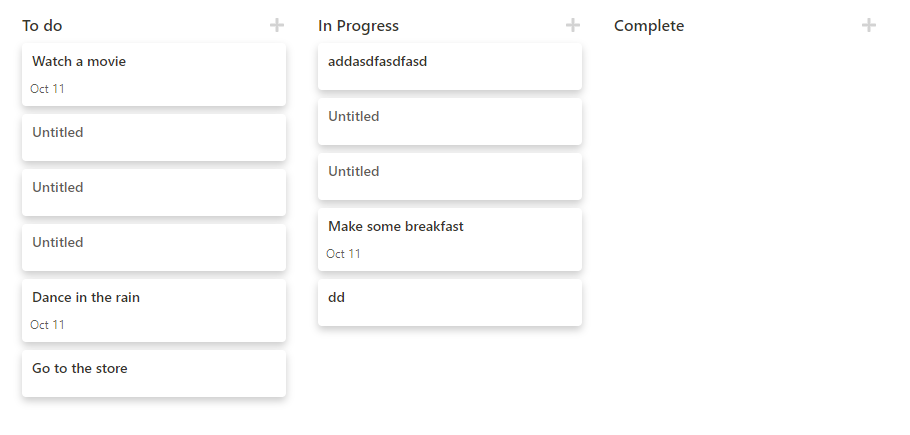 To do
Watch a movie
Oct 11
Untitled
Untitled
Untitled
Dance in the rain
Oct 11
Go to the store
In Progress
addasdfasdfasd
Untitled
Untitled
Make some breakfast
Oct 11
dd
Complete